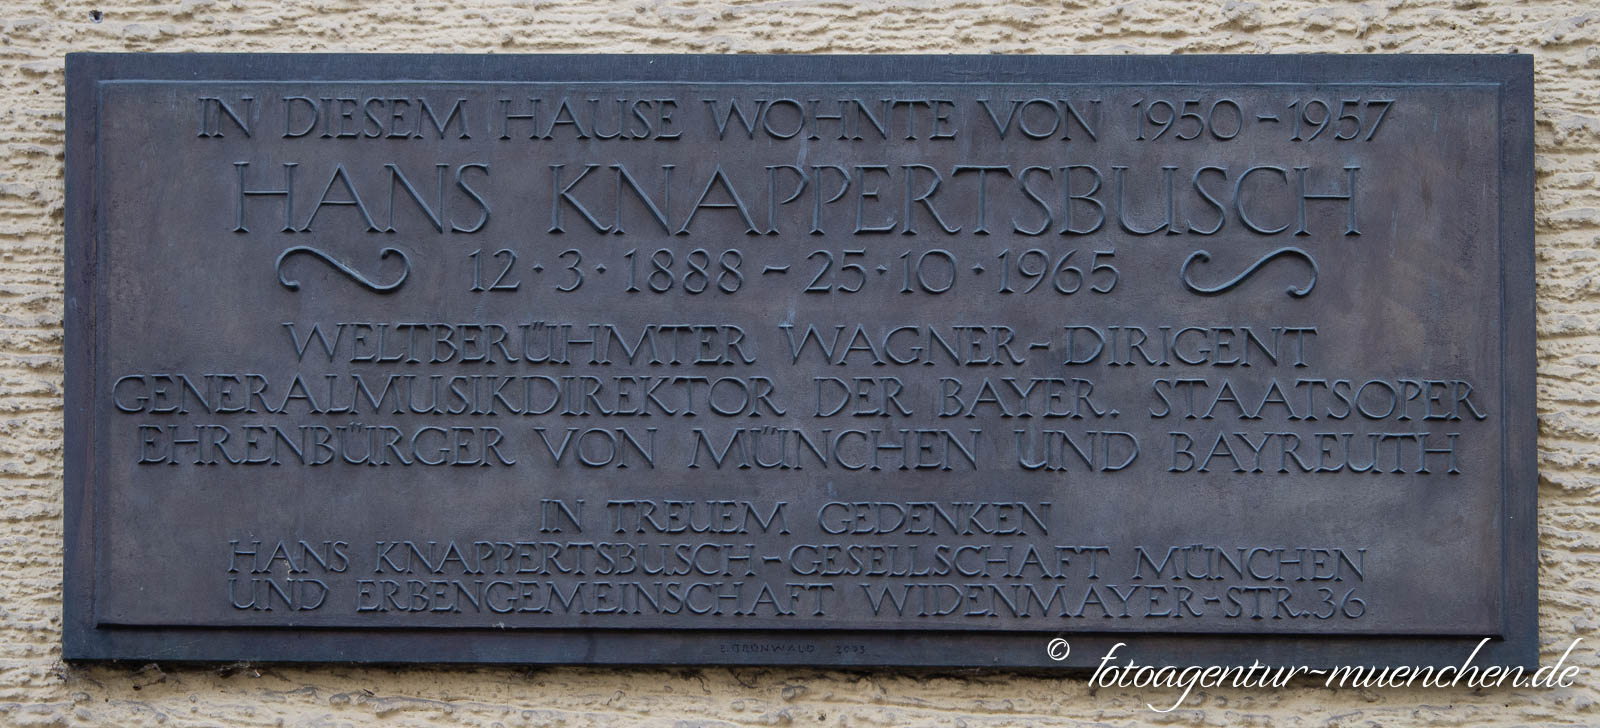 IN DIESEM HAUSE WOHNTE VON 1950-1957
HANS KNAPPERTSBUSCH
12·3·1888-25·10·1965
WELTBERÜHMTER WAGNER-DIRIGENT
GENERALMUSIKDIREKTOR DER BAYER. STAATSOPER
EHRENBÜRGER VON MÜNCHEN UND BAYREUTH
IN TREUEM GEDENKEN
HANS KNAPPERTSBUSCH-GESELLSCHAFT MÜNCHEN
UND ERBENGEMEINSCHAFT WIDENMAYER-STR.36
2003
© fotoagentur-muenchen.de